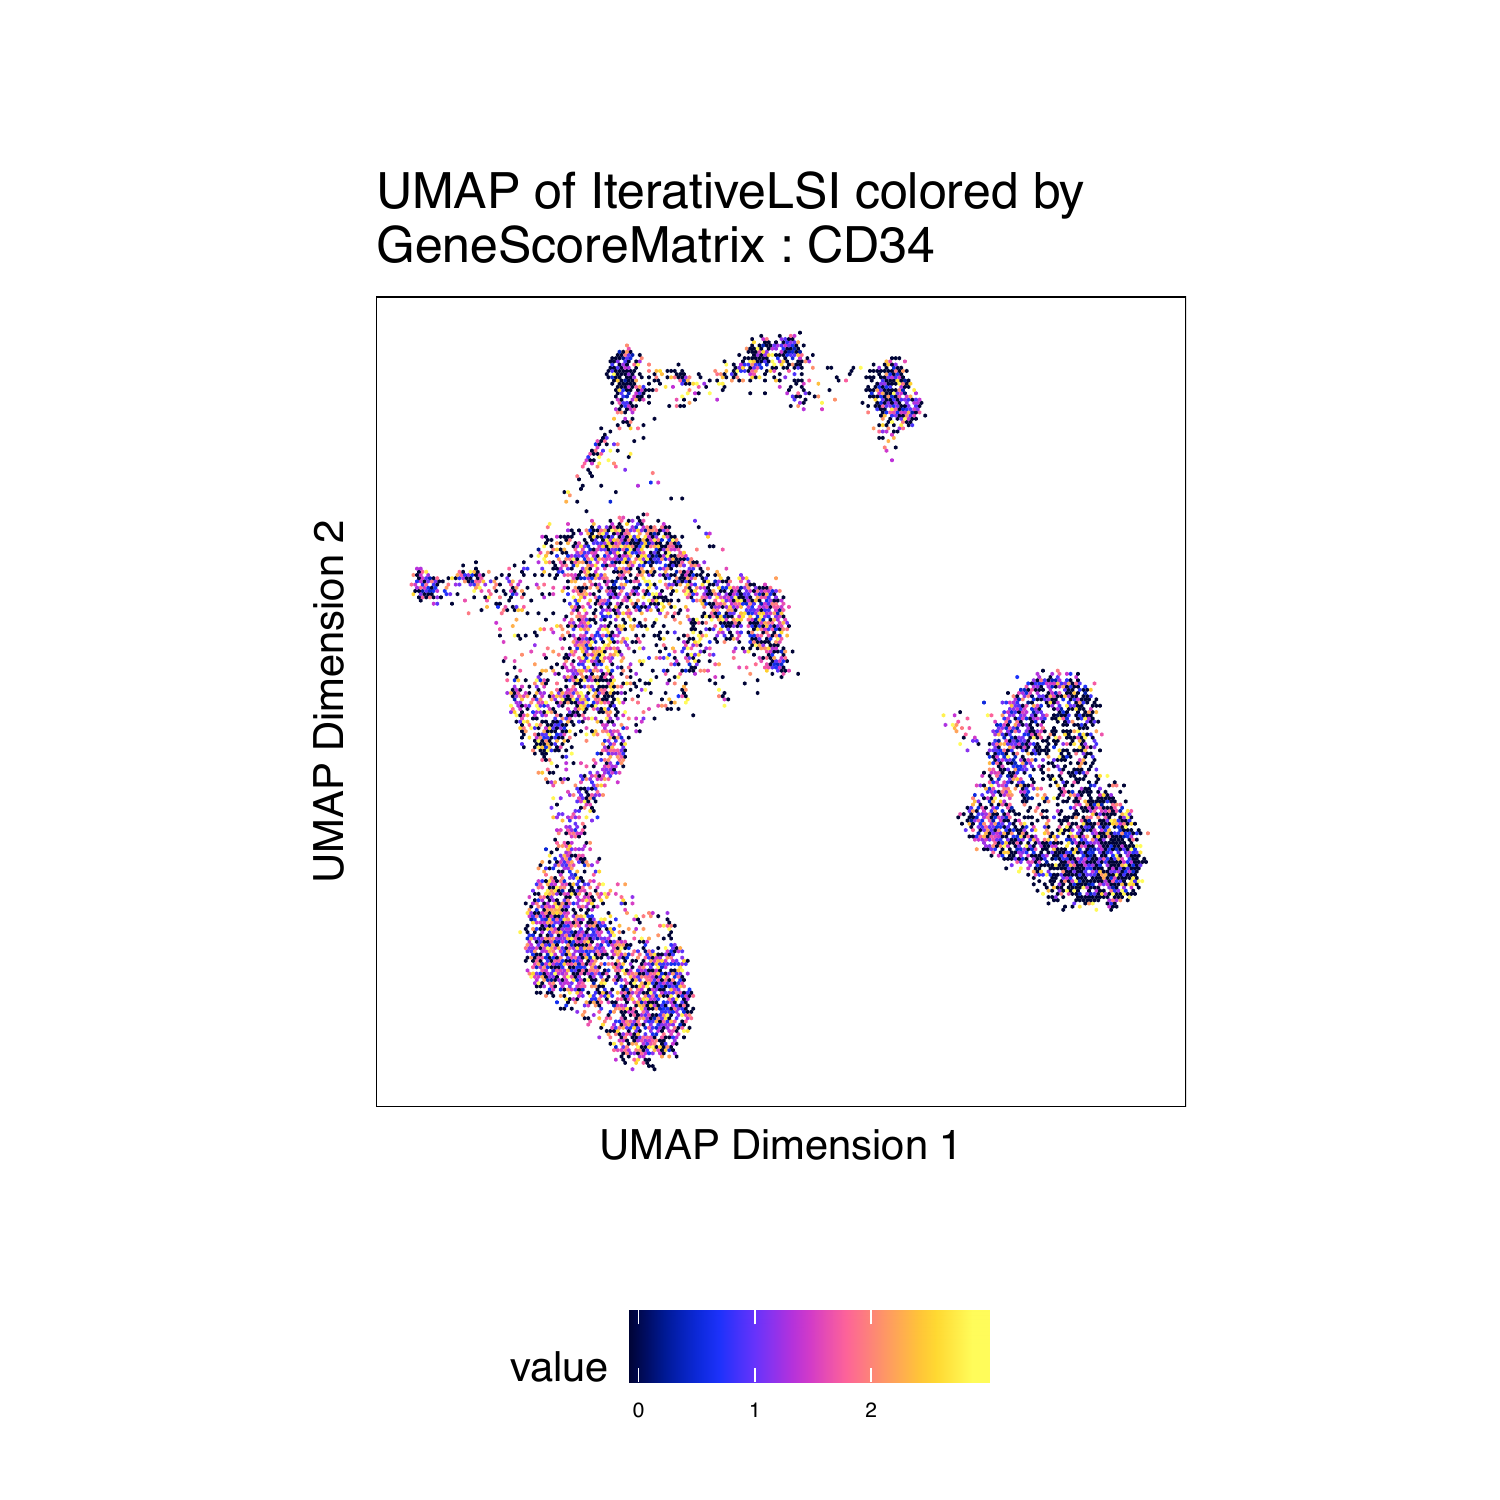 UMAP of IterativeLSI colored by
GeneScoreMatrix : CD34
UMAP Dimension 2
UMAP Dimension 1
value
0 1 2